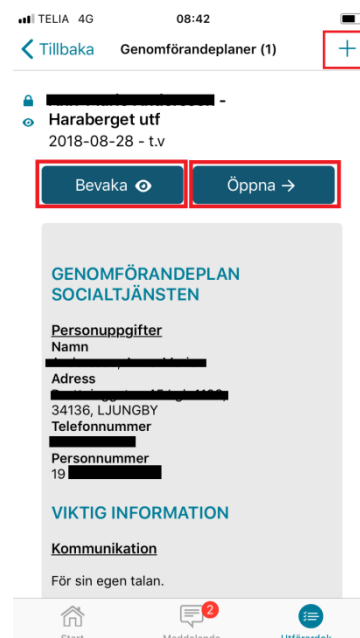 TELIA 4G 08:42
Tillbaka Genomförandeplaner (1)
-
Haraberget utf
2018-08-28 - t.v
Bevaka Öppna →
GENOMFÖRANDEPLAN
SOCIALTJÄNSTEN
Personuppgifter
Namn
Adress
34136, LJUNGBY
Telefonnummer
Personnummer
19
VIKTIG INFORMATION
Kommunikation
För sin egen talan.
2